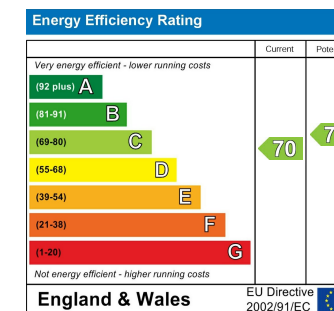 Energy Efficiency Rating
Current
Very energy efficient - lower running costs
(92 plus) A
(81-91) B
(69-80) C
70
(55-68) D
(39-54) E
(21-38) F
(1-20) G
Not energy efficient - higher running costs
England & Wales
EU Directive
2002/91/EC